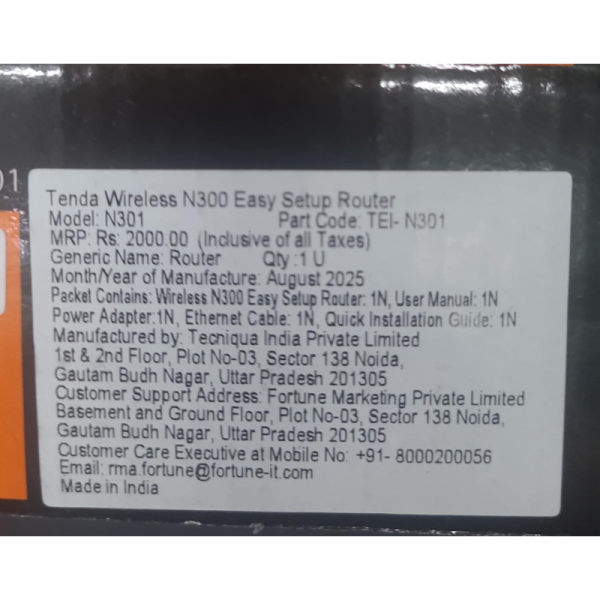 01
Tenda Wireless N300 Easy Setup Router
Model: N301 Part Code: TEI- N301
MRP: Rs: 2000.00 (Inclusive of all Taxes)
Generic Name: Router Qty :1 U
Month/Year of Manufacture: August 2025
Packet Contains: Wireless N300 Easy Setup Router: 1N, User Manual: 1N
Power Adapter:1N, Ethernet Cable: 1N, Quick Installation Guide: 1N
Manufactured by: Tecniqua India Private Limited
1st & 2nd Floor, Plot No-03, Sector 138 Noida,
Gautam Budh Nagar, Uttar Pradesh 201305
Customer Support Address: Fortune Marketing Private Limited
Basement and Ground Floor, Plot No-03, Sector 138 Noida,
Gautam Budh Nagar, Uttar Pradesh 201305
Customer Care Executive at Mobile No: +91- 8000200056
Email: rma.fortune@fortune-it.com
Made in India